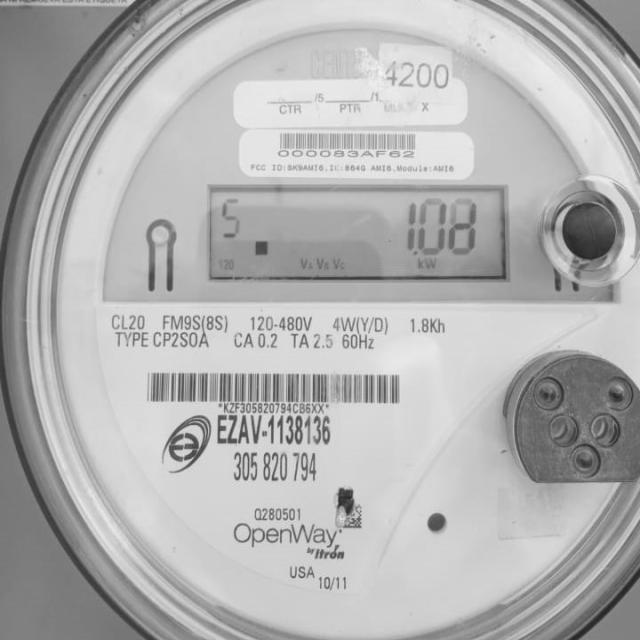 4200
/5 /1
CTR PTR X
000083AF62
FCC ID:SK9AMI6,IC:864G AMI6,Module:AMI6
5 1.08
120 VA VB VC kW
CL20 FM9S(8S) 120-480V 4W(Y/D) 1.8Kh
TYPE CP2SOA CA 0.2 TA 2.5 60Hz
*KZF305820794CB6XX*
EZAV-1138136
305 820 794
Q280501
OpenWay
by Itron
USA 10/11